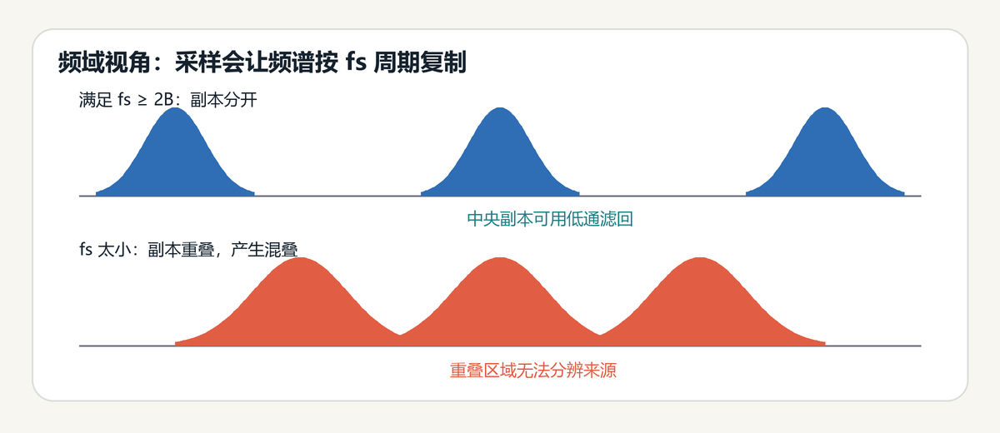 频域视角：采样会让频谱按 fs 周期复制
满足 fs ≥ 2B：副本分开
中央副本可用低通滤回
fs 太小：副本重叠，产生混叠
重叠区域无法分辨来源